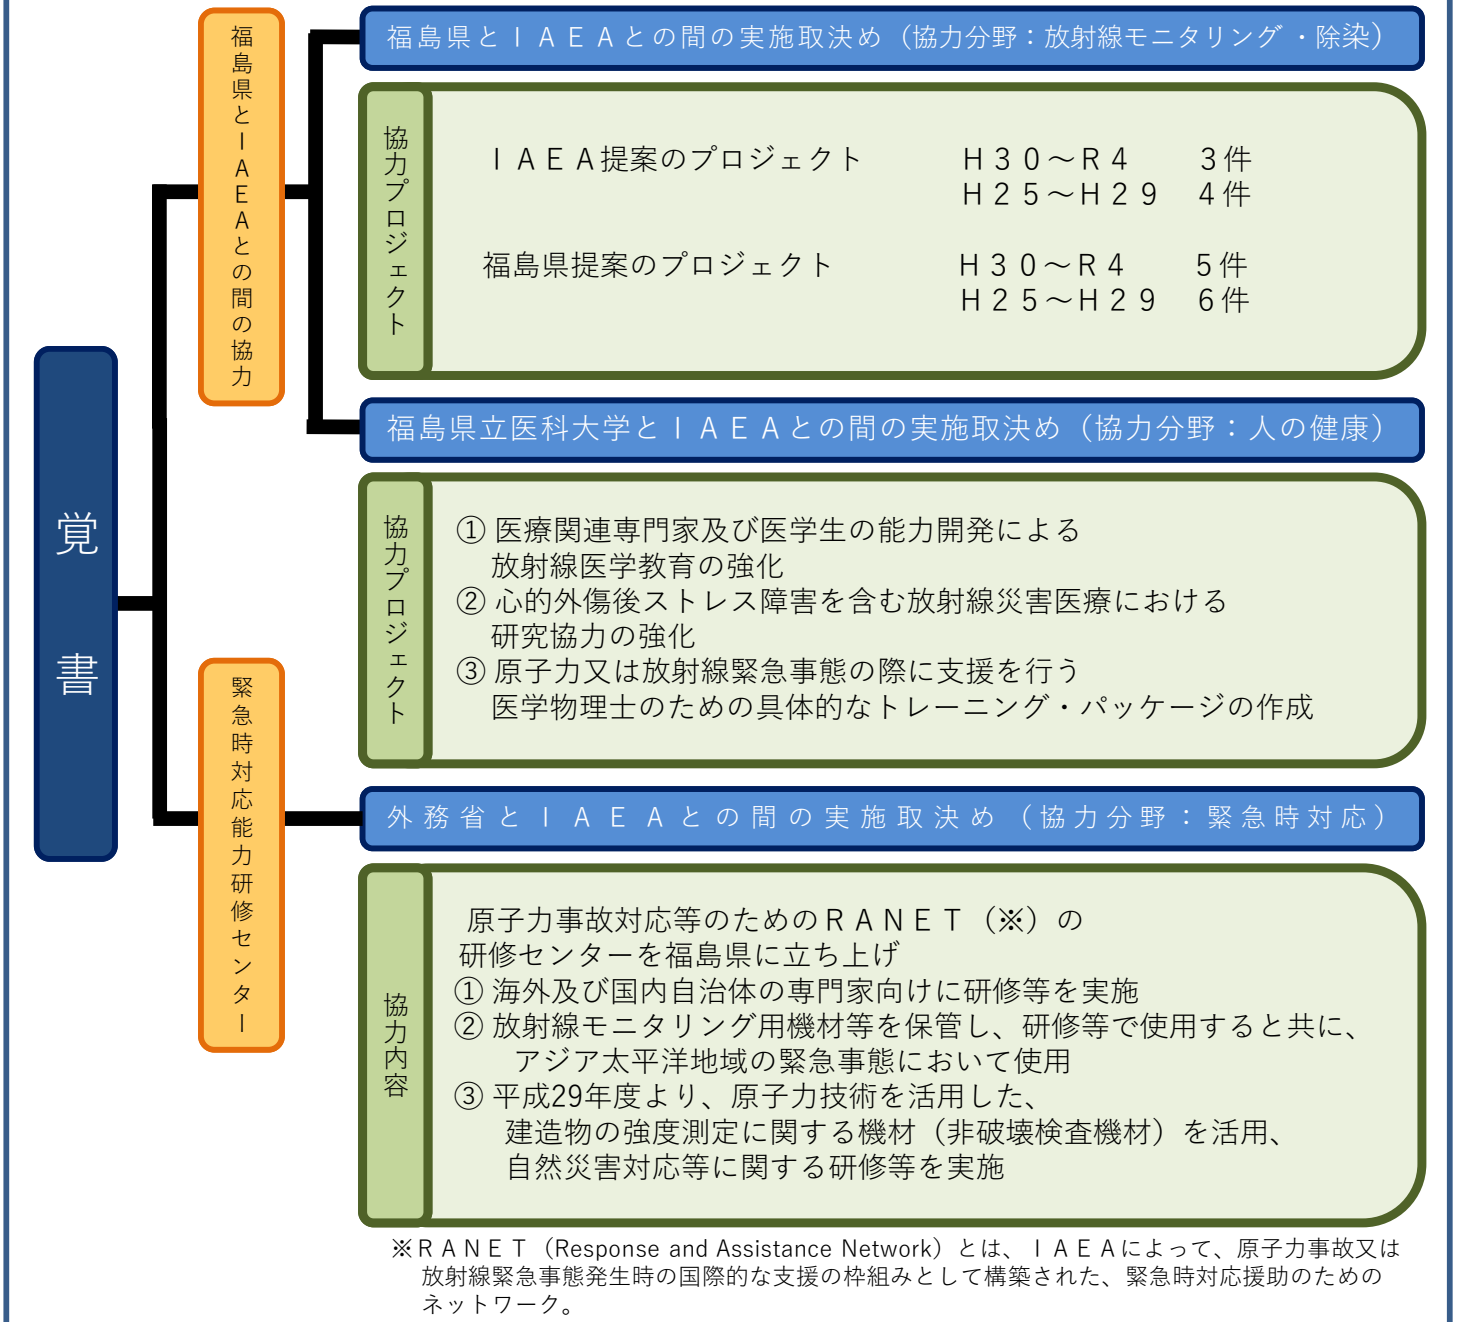 覚書
福島県とＩＡＥＡとの間の協力
福島県とＩＡＥＡとの間の実施取決め（協力分野：放射線モニタリング・除染）
協力プロジェクト
ＩＡＥＡ提案のプロジェクト　Ｈ３０～Ｒ４　３件
Ｈ２５～Ｈ２９　４件
福島県提案のプロジェクト　Ｈ３０～Ｒ４　５件
Ｈ２５～Ｈ２９　６件
福島県立医科大学とＩＡＥＡとの間の実施取決め（協力分野：人の健康）
協力プロジェクト
① 医療関連専門家及び医学生の能力開発による
放射線医学教育の強化
② 心的外傷後ストレス障害を含む放射線災害医療における
研究協力の強化
③ 原子力又は放射線緊急事態の際に支援を行う
医学物理士のための具体的なトレーニング・パッケージの作成
緊急時対応能力研修センター
外務省とＩＡＥＡとの間の実施取決め（協力分野：緊急時対応）
協力内容
原子力事故対応等のためのＲＡＮＥＴ（※）の
研修センターを福島県に立ち上げ
① 海外及び国内自治体の専門家向けに研修等を実施
② 放射線モニタリング用機材等を保管し、研修等で使用すると共に、
アジア太平洋地域の緊急事態において使用
③ 平成29年度より、原子力技術を活用した、
建造物の強度測定に関する機材（非破壊検査機材）を活用、
自然災害対応等に関する研修等を実施
※ＲＡＮＥＴ（Response and Assistance Network）とは、ＩＡＥＡによって、原子力事故又は
放射線緊急事態発生時の国際的な支援の枠組みとして構築された、緊急時対応援助のための
ネットワーク。